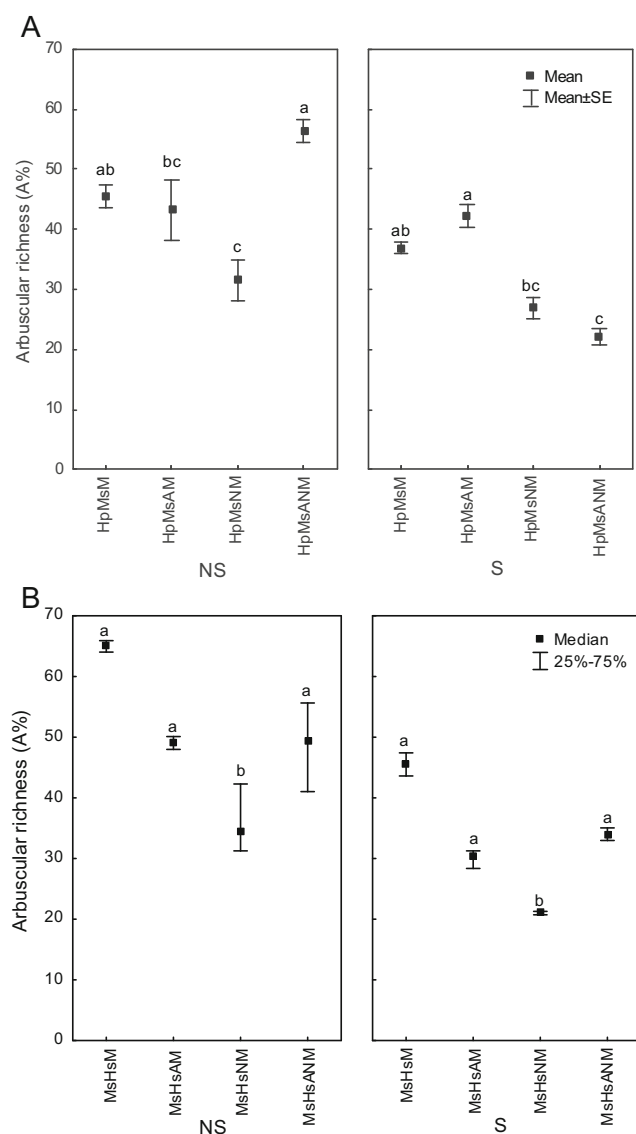 A
Arbuscular richness (A%)
70
60
50
40
30
20
10
0
ab
bc
c
a
HpMsM
HpMsAM
HpMsNM
HpMsANM
NS
Mean
Mean±SE
ab
a
bc
c
HpMsM
HpMsAM
HpMsNM
HpMsANM
S
B
Arbuscular richness (A%)
70
60
50
40
30
20
10
0
a
a
b
a
MsHsM
MsHsAM
MsHsNM
MsHsANM
NS
Median
25%-75%
a
a
b
a
MsHsM
MsHsAM
MsHsNM
MsHsANM
S